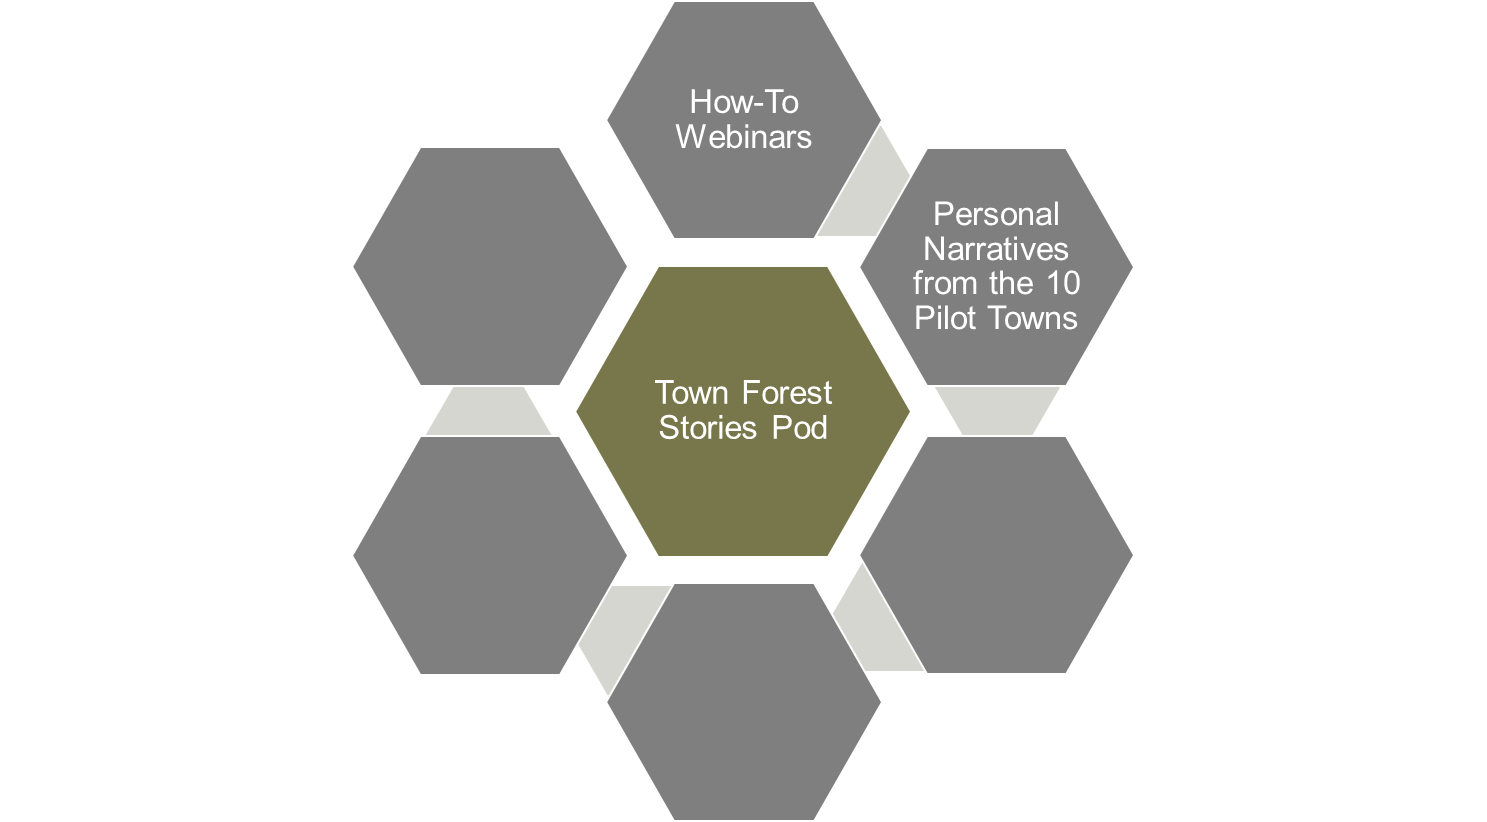 How-To
Webinars
Personal
Narratives
from the 10
Pilot Towns
Town Forest
Stories Pod